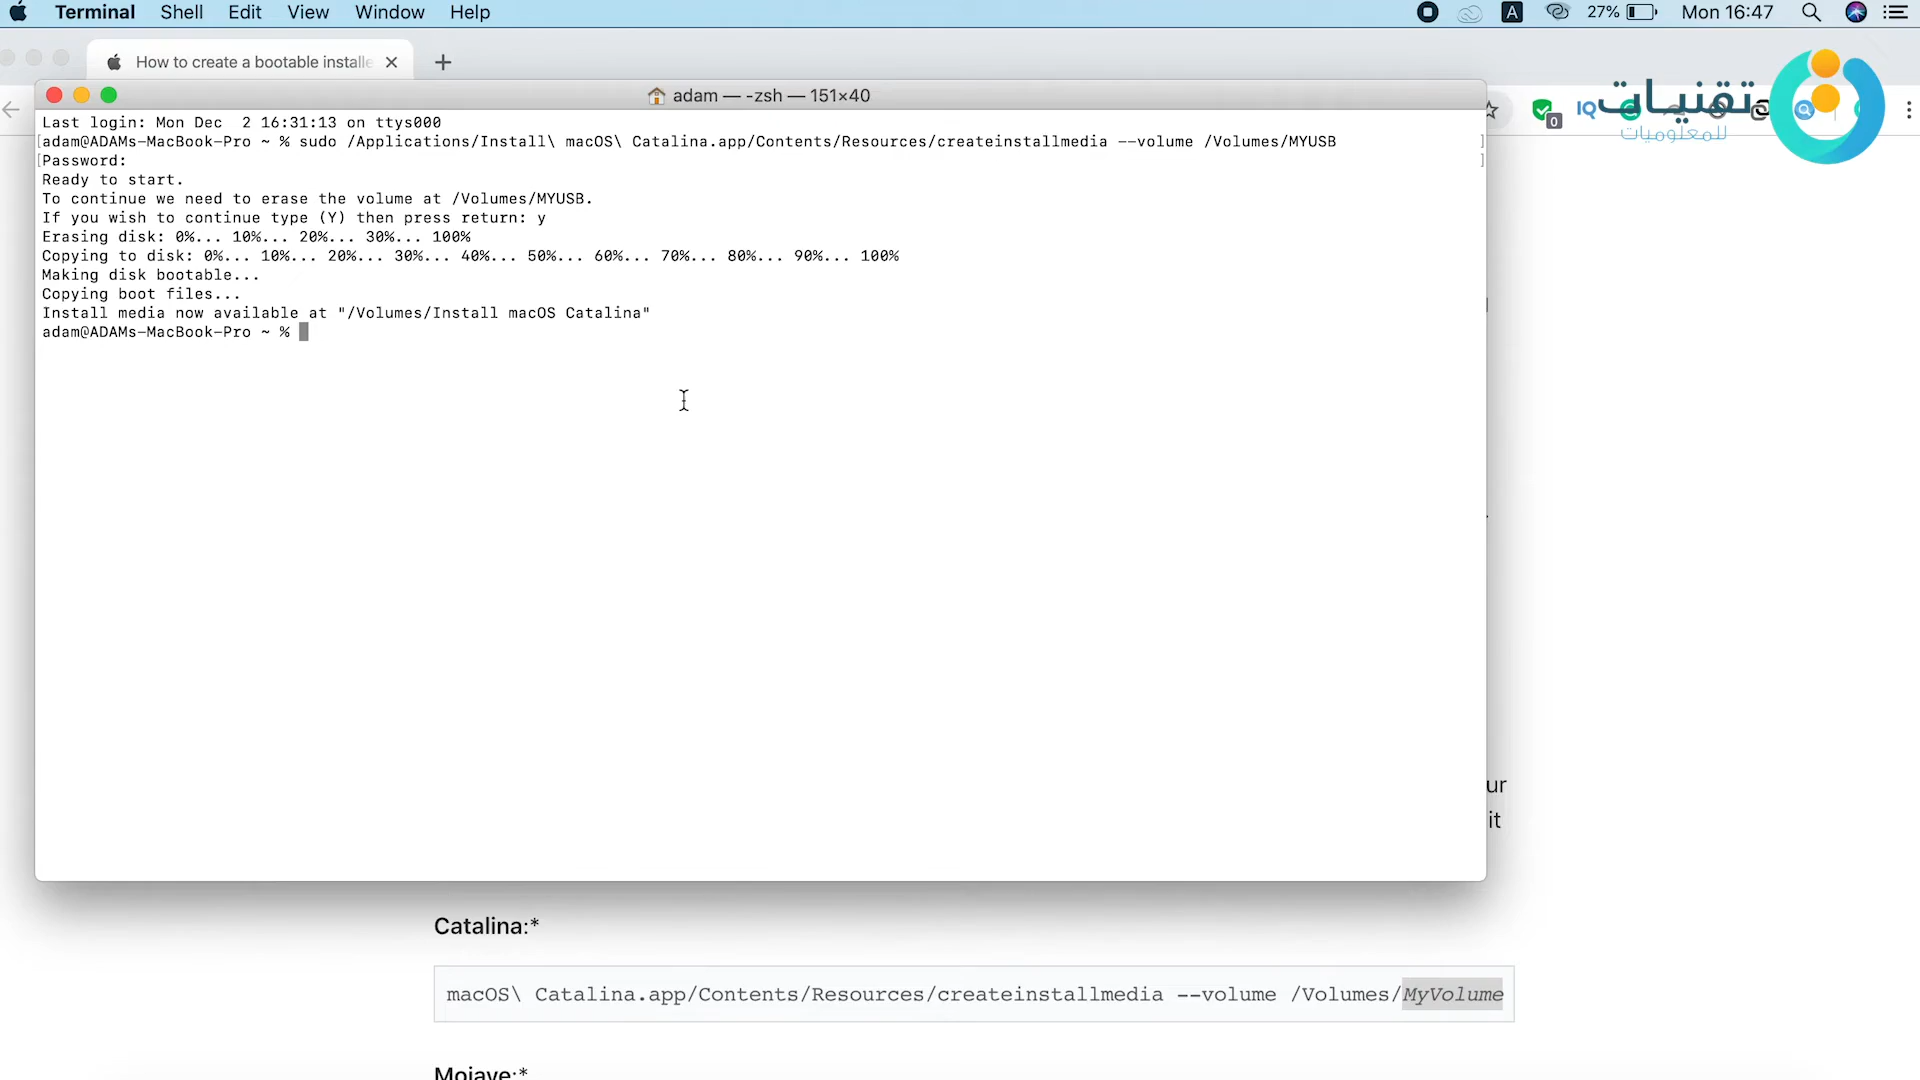 Terminal Shell Edit View Window Help A 27% Mon 16:47
How to create a bootable installe
adam — -zsh — 151×40
IQ
0
تقنيات
للمعلوميات
Last login: Mon Dec  2 16:31:13 on ttys000
[adam@ADAMs-MacBook-Pro ~ % sudo /Applications/Install\ macOS\ Catalina.app/Contents/Resources/createinstallmedia --volume /Volumes/MYUSB ]
[Password: ]
Ready to start.
To continue we need to erase the volume at /Volumes/MYUSB.
If you wish to continue type (Y) then press return: y
Erasing disk: 0%... 10%... 20%... 30%... 100%
Copying to disk: 0%... 10%... 20%... 30%... 40%... 50%... 60%... 70%... 80%... 90%... 100%
Making disk bootable...
Copying boot files...
Install media now available at "/Volumes/Install macOS Catalina"
adam@ADAMs-MacBook-Pro ~ %
ur
it
Catalina:*
macOS\ Catalina.app/Contents/Resources/createinstallmedia --volume /Volumes/MyVolume
Mojave:*